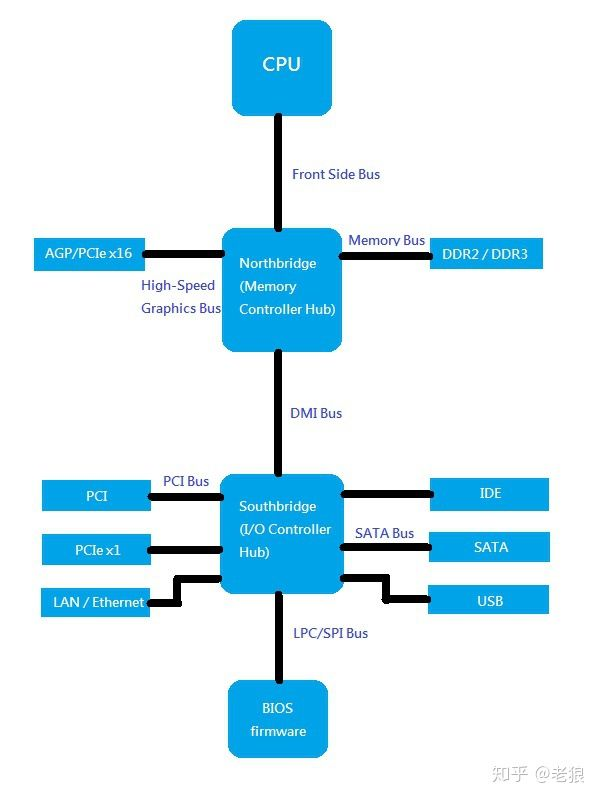 CPU
Front Side Bus
AGP/PCIe x16
High-Speed
Graphics Bus
Northbridge
(Memory
Controller Hub)
Memory Bus
DDR2 / DDR3
DMI Bus
PCI
PCI Bus
PCIe x1
LAN / Ethernet
Southbridge
(I/O Controller
Hub)
IDE
SATA Bus
SATA
USB
LPC/SPI Bus
BIOS
firmware
知乎 @老狼